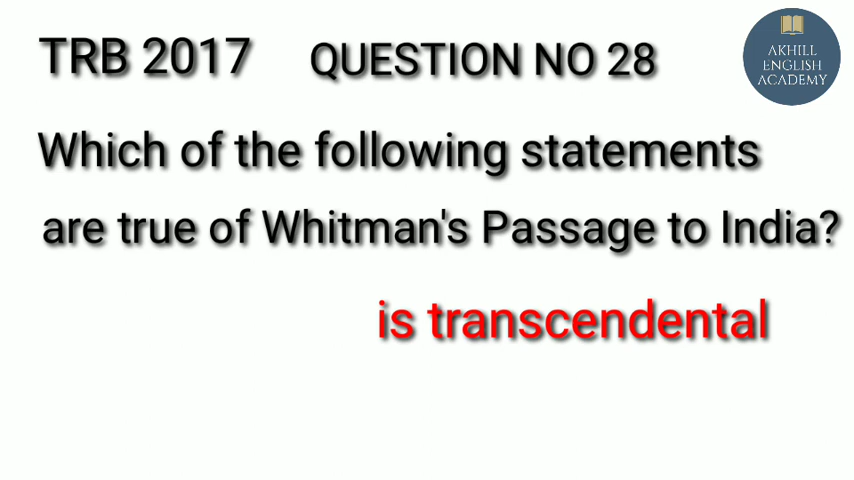 TRB 2017 QUESTION NO 28
AKHILL
ENGLISH
ACADEMY
Which of the following statements
are true of Whitman's Passage to India?
is transcendental